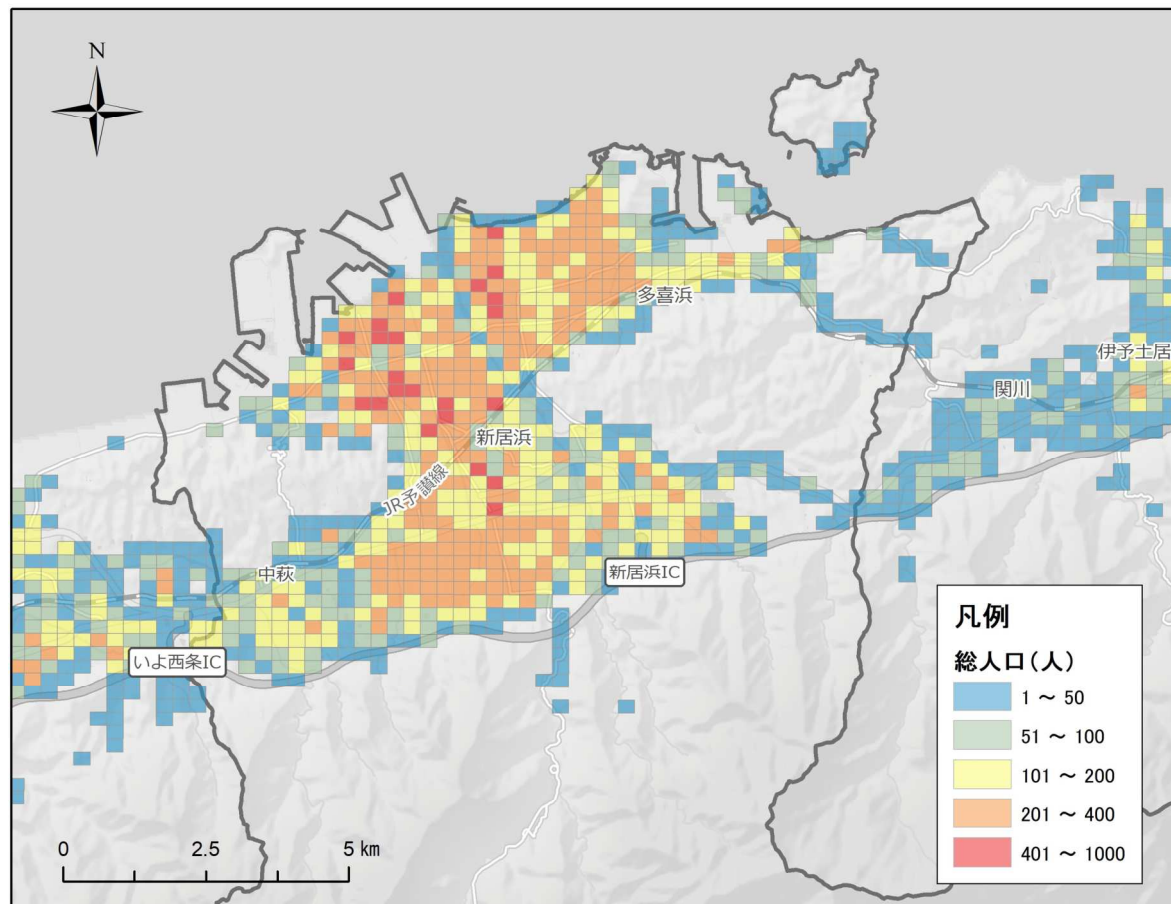 N
多喜浜
伊予土居
関川
新居浜
JR予讃線
中萩
新居浜IC
いよ西条IC
凡例
総人口(人)
1 ～ 50
51 ～ 100
101 ～ 200
201 ～ 400
401 ～ 1000
0 2.5 5 km